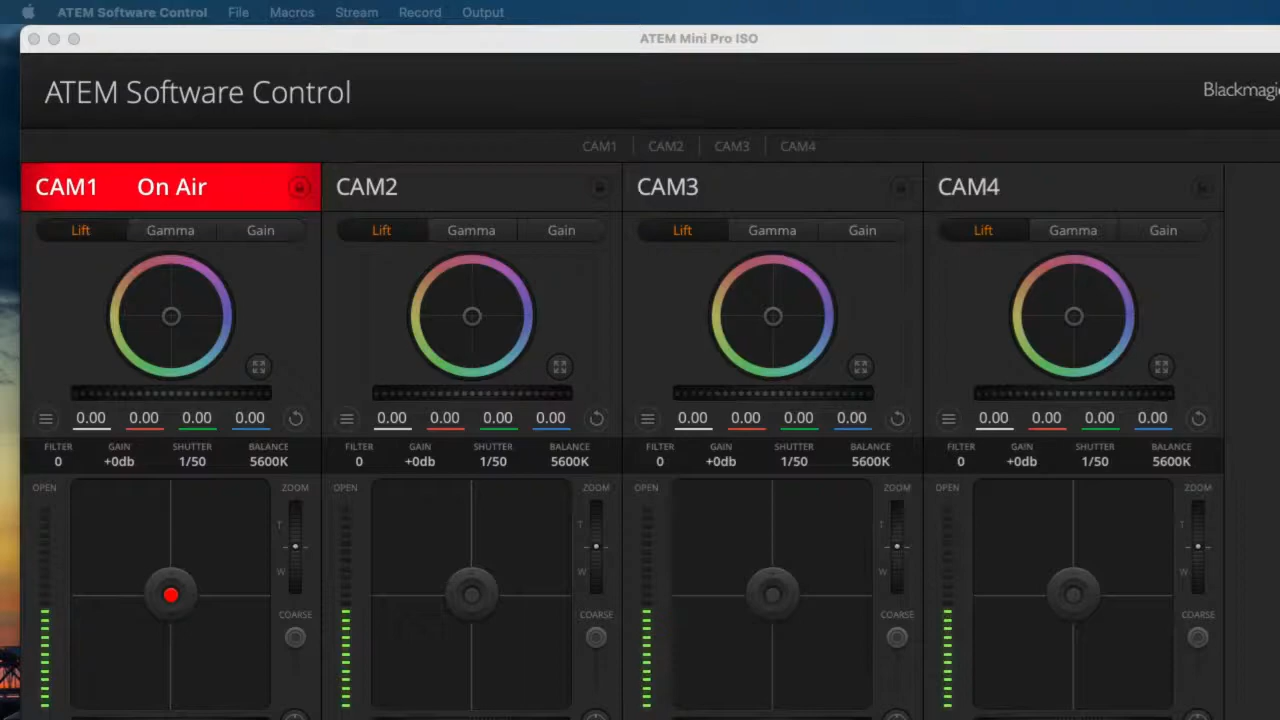 ATEM Software Control File Macros Stream Record Output
ATEM Mini Pro ISO
ATEM Software Control
Blackmagic
CAM1 CAM2 CAM3 CAM4
CAM1 On Air CAM2 CAM3 CAM4
Lift Gamma Gain Lift Gamma Gain Lift Gamma Gain Lift Gamma Gain
0.00 0.00 0.00 0.00 0.00 0.00 0.00 0.00 0.00 0.00 0.00 0.00 0.00 0.00 0.00 0.00
FILTER GAIN SHUTTER BALANCE FILTER GAIN SHUTTER BALANCE FILTER GAIN SHUTTER BALANCE FILTER GAIN SHUTTER BALANCE
0 +0db 1/50 5600K 0 +0db 1/50 5600K 0 +0db 1/50 5600K 0 +0db 1/50 5600K
OPEN ZOOM OPEN ZOOM OPEN ZOOM OPEN ZOOM
T T T T
W W W W
COARSE COARSE COARSE COARSE